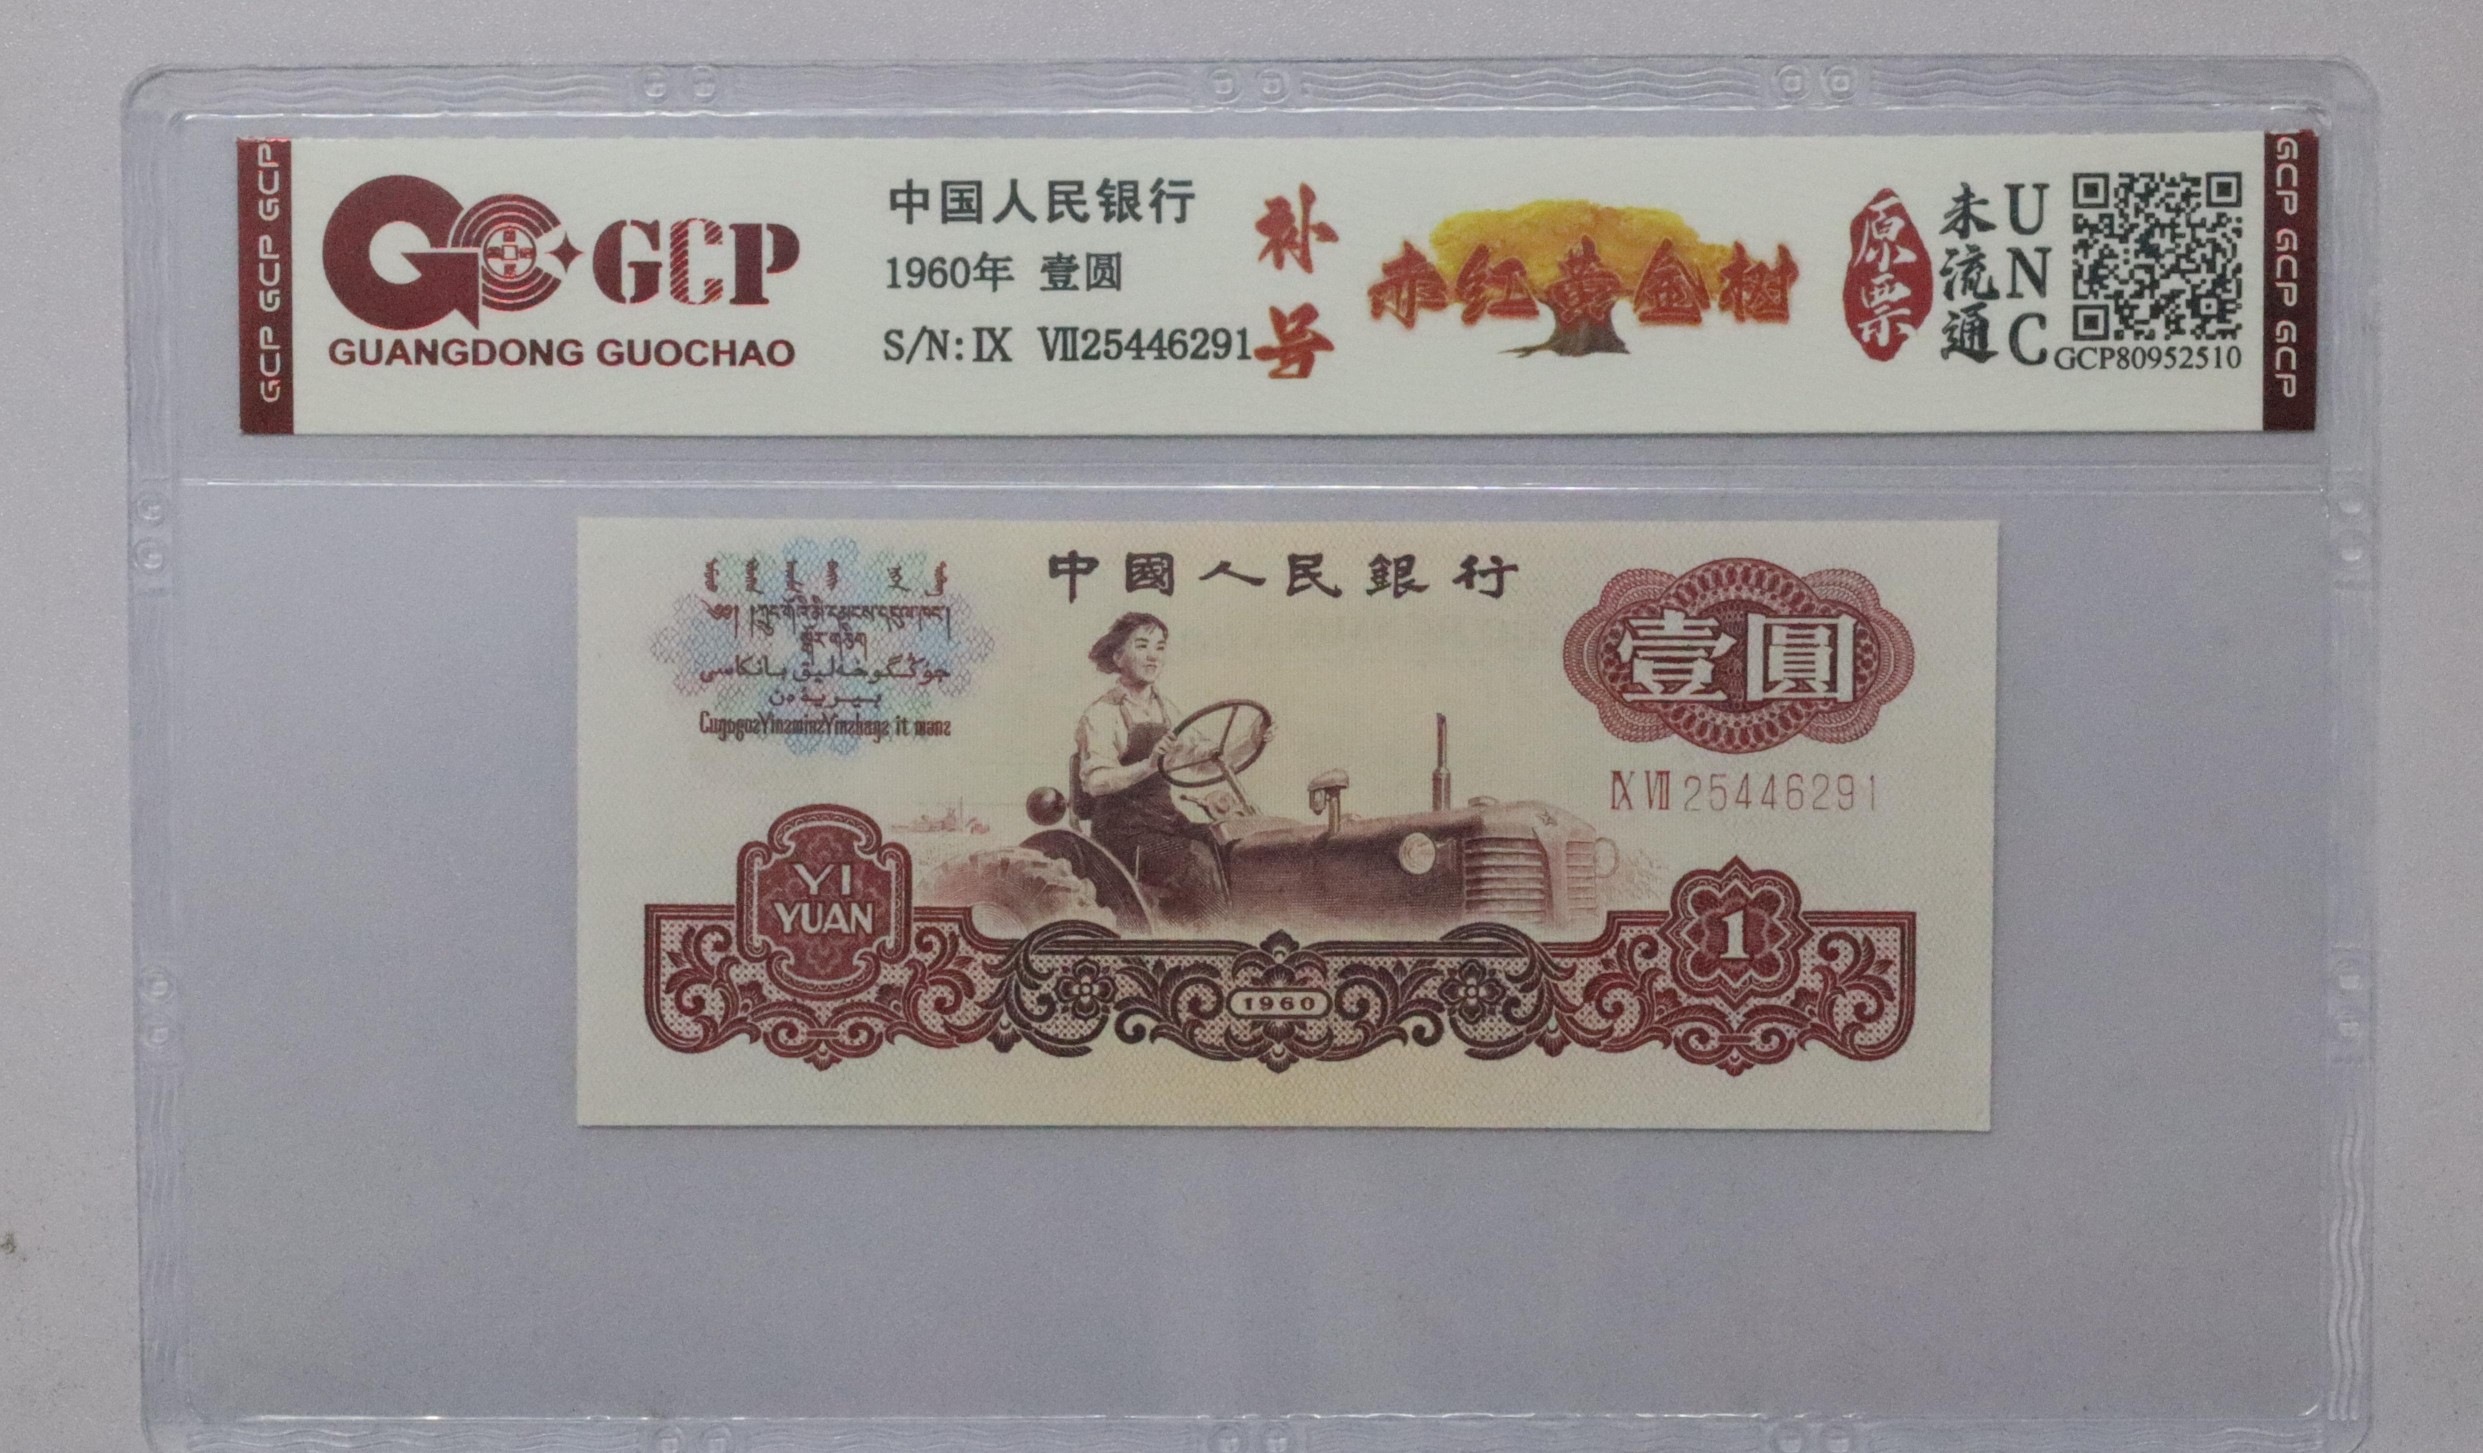 GCP GCP GCP
GCP
GUANGDONG GUOCHAO
中国人民银行
1960年 壹圆
S/N: Ⅸ Ⅶ25446291
补号
赤红黄金树
原票
未流通
UNC
GCP80952510
GCP GCP GCP
中國人民銀行
壹圓
ⅨⅦ 25446291
YI
YUAN
1960
1